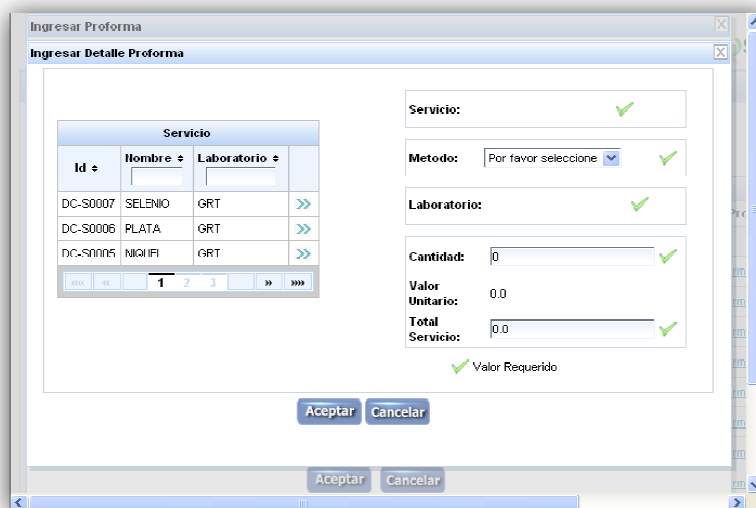 Ingresar Proforma
Ingresar Detalle Proforma
Servicio
Id
Nombre
Laboratorio
DC-S0007 SELENIO GRT
DC-S0006 PLATA GRT
DC-S0005 NIQUEL GRT
1 2 3
Servicio:
Metodo: Por favor seleccione
Laboratorio:
Cantidad: 0
Valor
Unitario: 0.0
Total
Servicio: 0.0
Valor Requerido
Aceptar Cancelar
Aceptar Cancelar